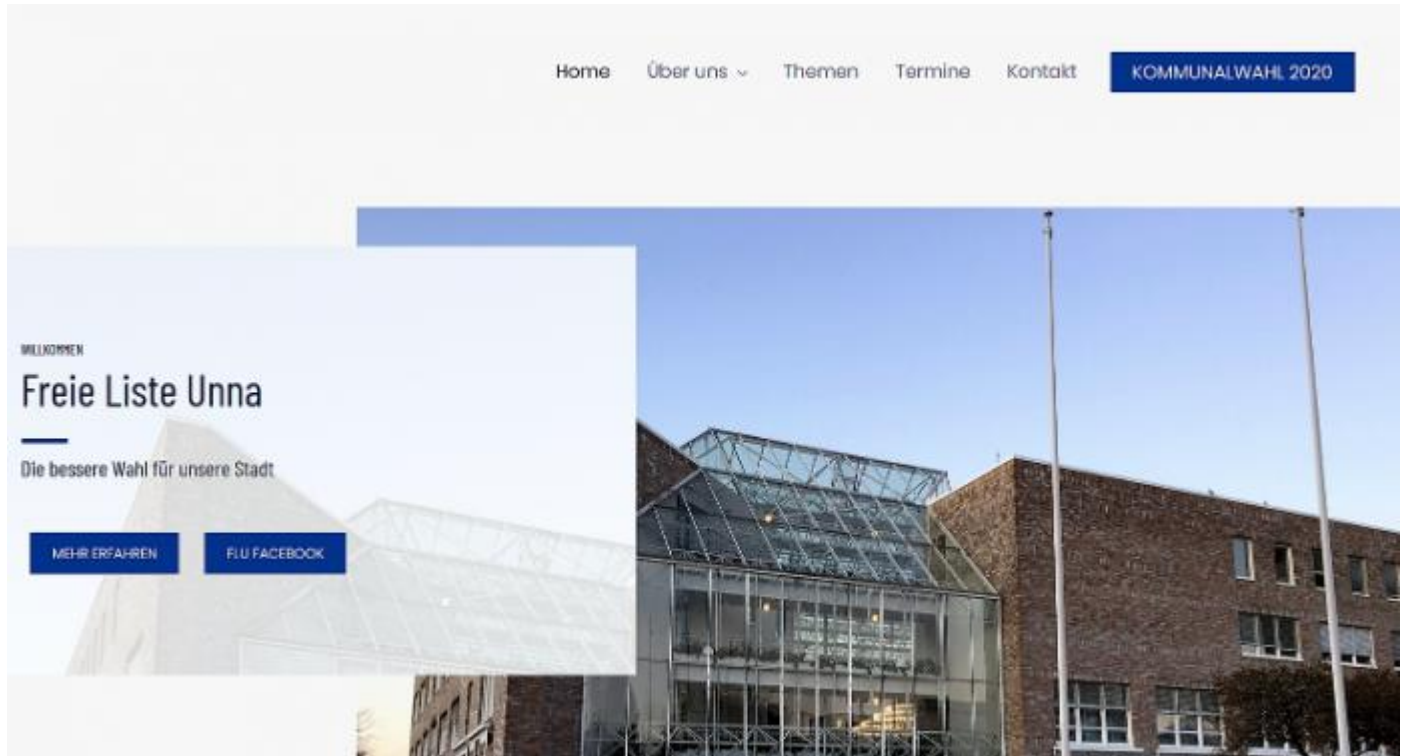 Home Über uns Themen Termine Kontakt KOMMUNALWAHL 2020
WILLKOMMEN
Freie Liste Unna
Die bessere Wahl für unsere Stadt
MEHR ERFAHREN FLU FACEBOOK